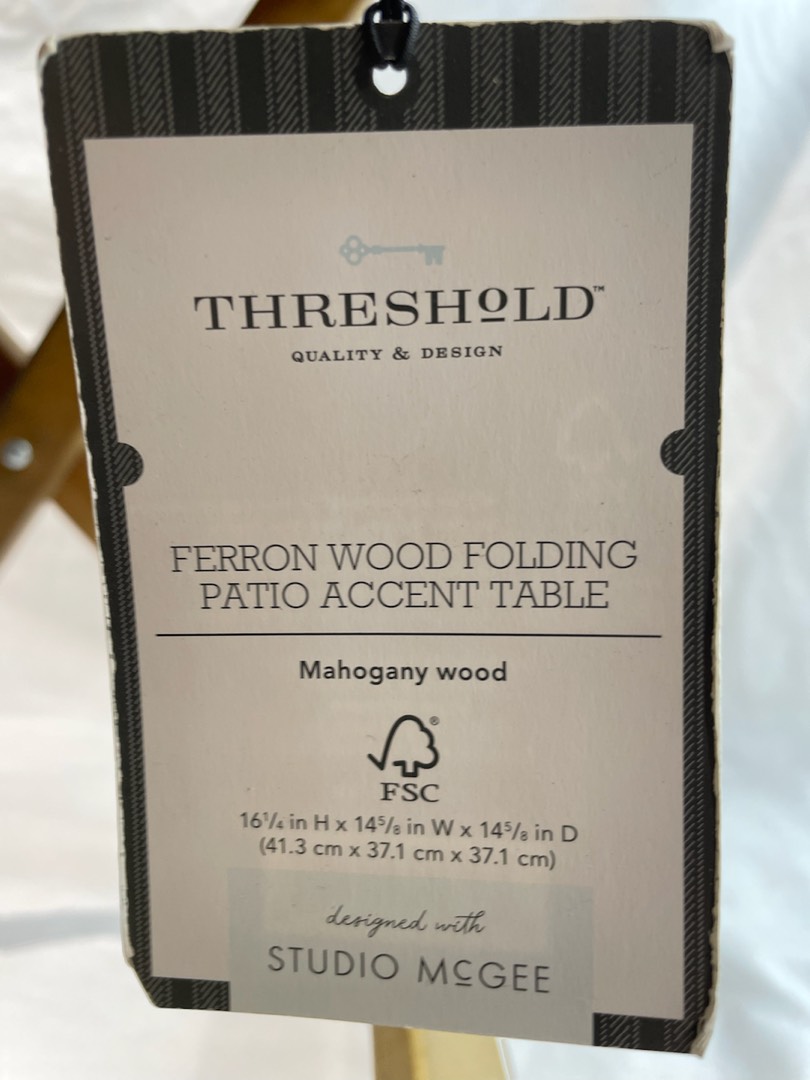 THRESHOLD™
QUALITY & DESIGN
FERRON WOOD FOLDING
PATIO ACCENT TABLE
Mahogany wood
®
FSC
16¹/₄ in H x 14⁵/₈ in W x 14⁵/₈ in D
(41.3 cm x 37.1 cm x 37.1 cm)
designed with
STUDIO McGEE